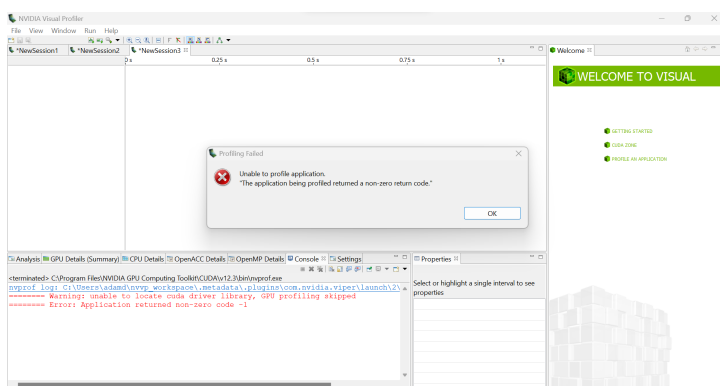 NVIDIA Visual Profiler
File View Window Run Help
*NewSession1 *NewSession2 *NewSession3
0 s 0.25 s 0.5 s 0.75 s 1 s
Welcome
WELCOME TO VISUAL
GETTING STARTED
CUDA ZONE
PROFILE AN APPLICATION
Profiling Failed
Unable to profile application.
"The application being profiled returned a non-zero return code."
OK
Analysis GPU Details (Summary) CPU Details OpenACC Details OpenMP Details Console Settings
<terminated> C:\Program Files\NVIDIA GPU Computing Toolkit\CUDA\v12.3\bin\nvprof.exe
nvprof log: C:\Users\adamd\nvvp_workspace\.metadata\.plugins\com.nvidia.viper\launch\2\
======== Warning: unable to locate cuda driver library, GPU profiling skipped
======== Error: Application returned non-zero code -1
Properties
Select or highlight a single interval to see
properties